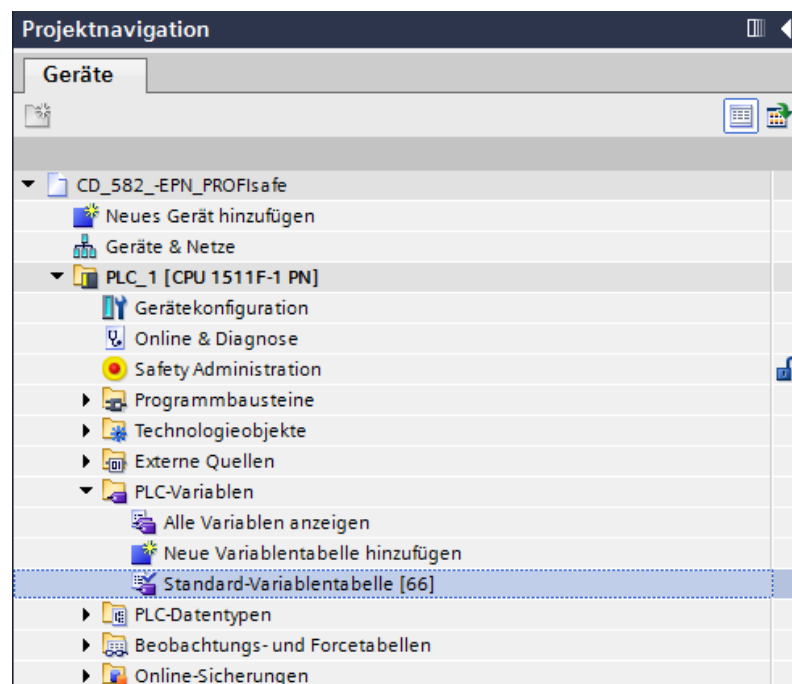 Projektnavigation
Geräte
CD_582_-EPN_PROFIsafe
Neues Gerät hinzufügen
Geräte & Netze
PLC_1 [CPU 1511F-1 PN]
Gerätekonfiguration
Online & Diagnose
Safety Administration
Programmbausteine
Technologieobjekte
Externe Quellen
PLC-Variablen
Alle Variablen anzeigen
Neue Variablentabelle hinzufügen
Standard-Variablentabelle [66]
PLC-Datentypen
Beobachtungs- und Forcetabellen
Online-Sicherungen